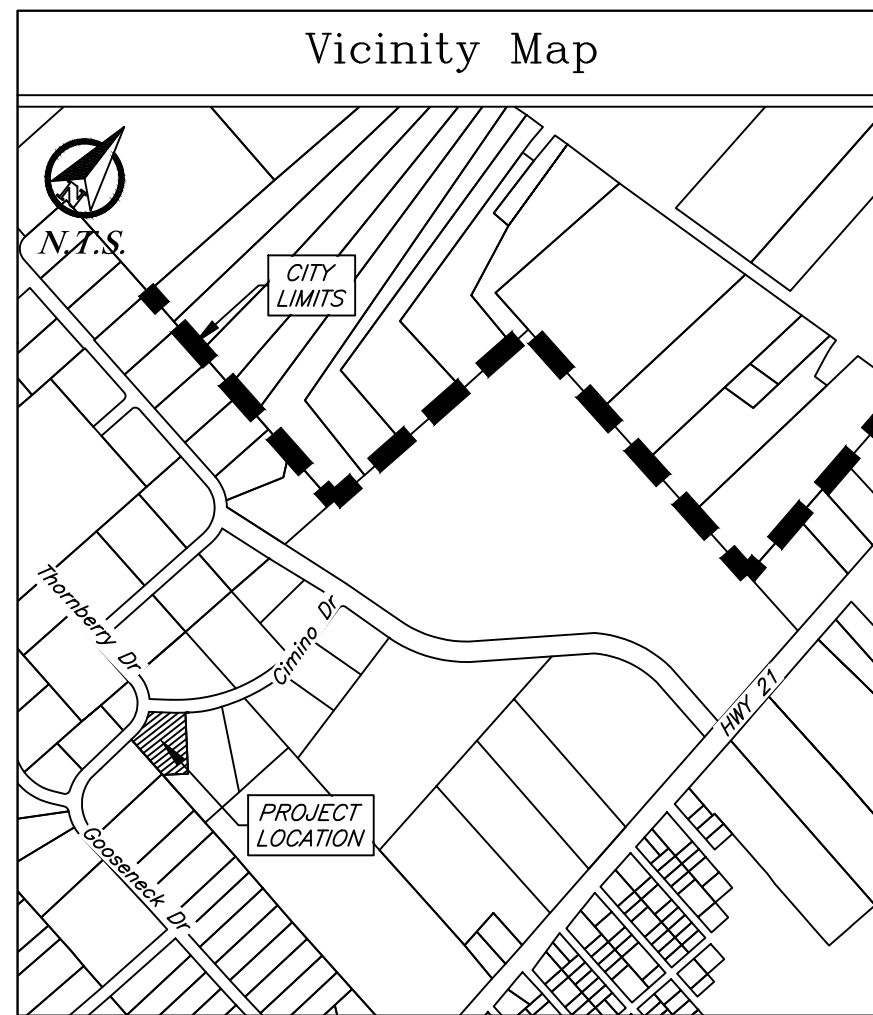 Vicinity Map
N
N.T.S.
CITY
LIMITS
Thornberry Dr
Cimino Dr
HWY 21
PROJECT
LOCATION
Gooseneck Dr